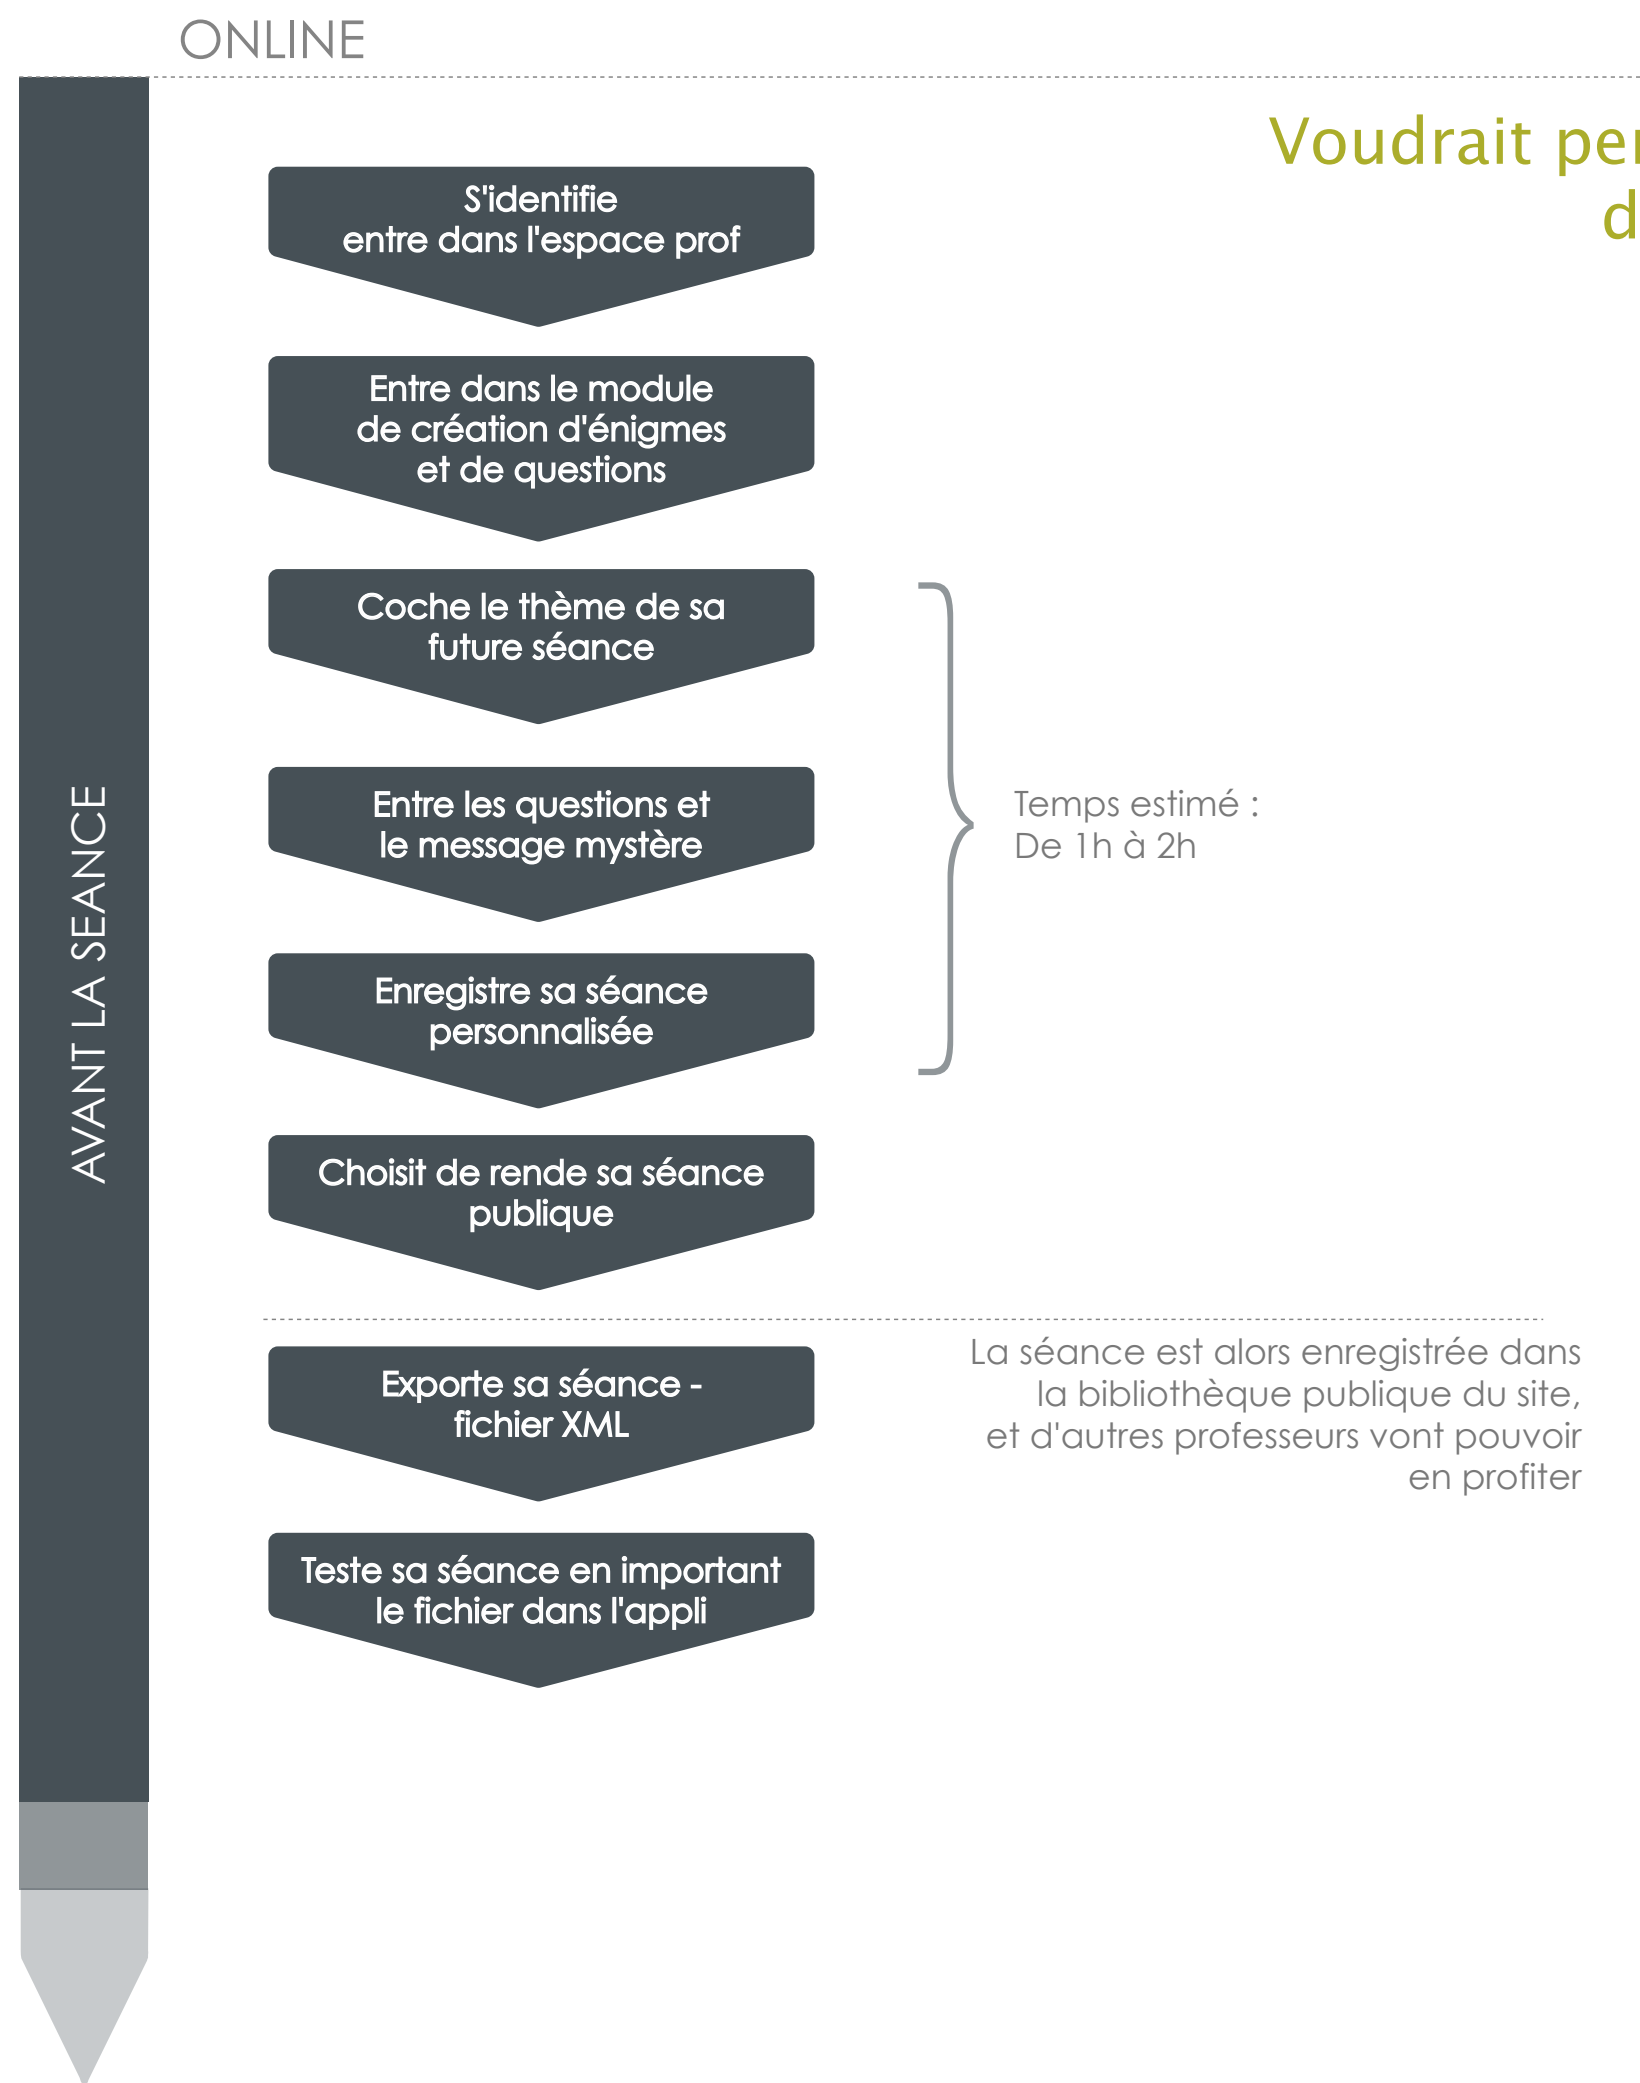 ONLINE
Voudrait
S'identifie
entre dans l'espace prof
Entre dans le module
de création d'énigmes
et de questions
Coche le thème de sa
future séance
Entre les questions et
le message mystère
Temps estimé :
De 1h à 2h
AVANT LA SEANCE
Enregistre sa séance
personnalisée
Choisit de rende sa séance
publique
Exporte sa séance -
fichier XML
La séance est alors enregistrée dans
la bibliothèque publique du site,
et d'autres professeurs vont pouvoir
en profiter
Teste sa séance en important
le fichier dans l'appli